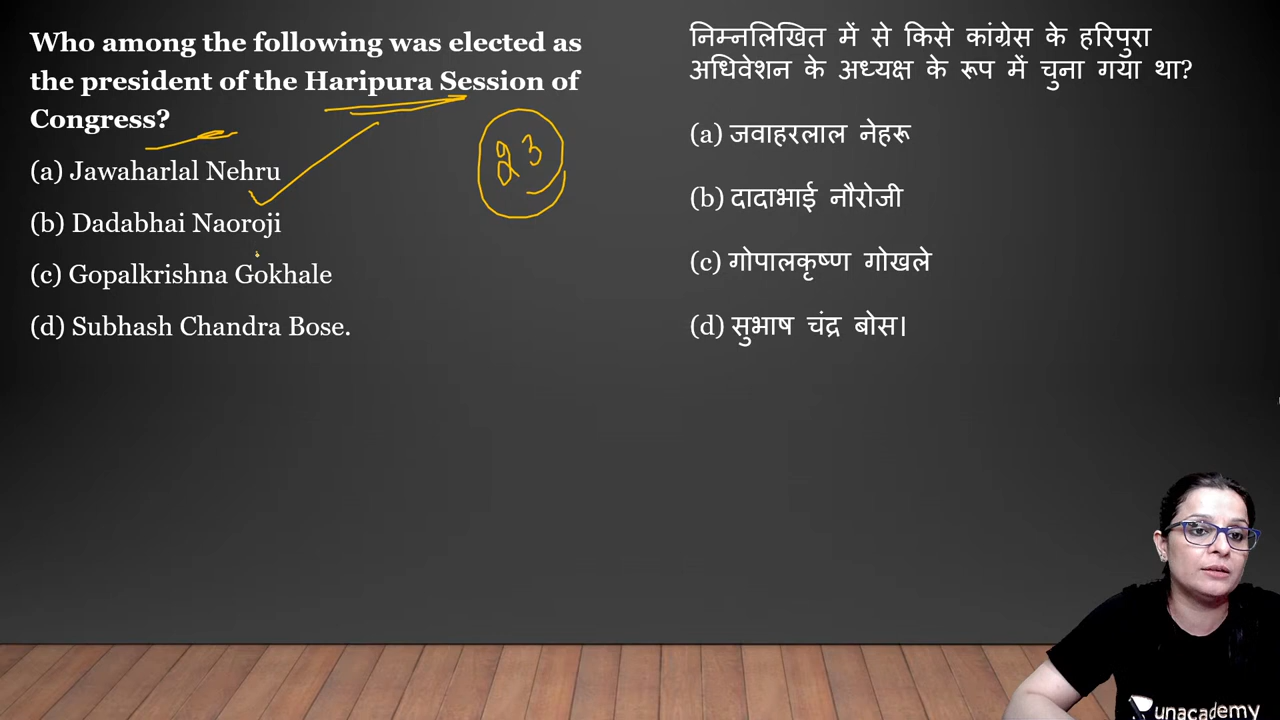 Who among the following was elected as
the president of the Haripura Session of
Congress?
(a) Jawaharlal Nehru
(b) Dadabhai Naoroji
(c) Gopalkrishna Gokhale
(d) Subhash Chandra Bose.
23
निम्नलिखित में से किसे कांग्रेस के हरिपुरा
अधिवेशन के अध्यक्ष के रूप में चुना गया था?
(a) जवाहरलाल नेहरू
(b) दादाभाई नौरोजी
(c) गोपालकृष्ण गोखले
(d) सुभाष चंद्र बोस।
unacademy